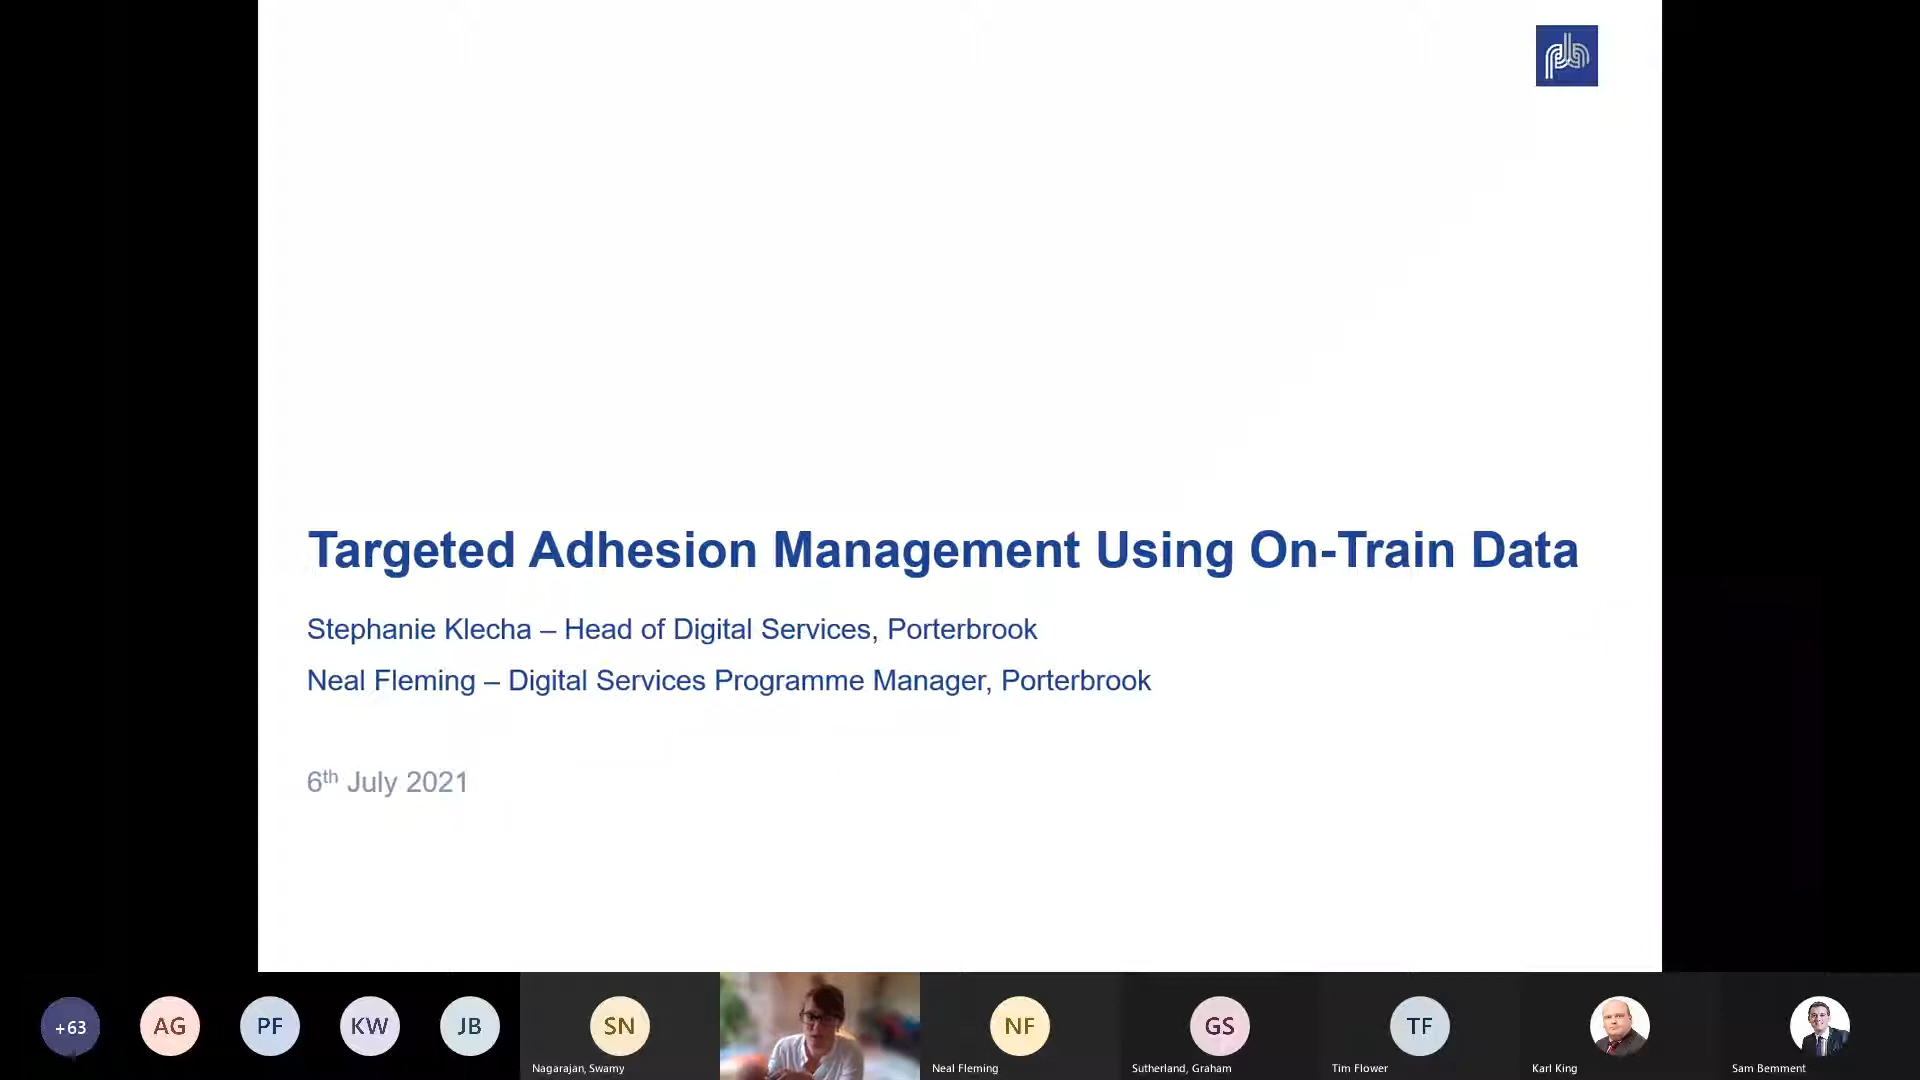 Targeted Adhesion Management Using On-Train Data
Stephanie Klecha – Head of Digital Services, Porterbrook
Neal Fleming – Digital Services Programme Manager, Porterbrook
6th July 2021
+63
AG
PF
KW
JB
SN
NF
GS
TF
Nagarajan, Swamy
Neal Fleming
Sutherland, Graham
Tim Flower
Karl King
Sam Bemment